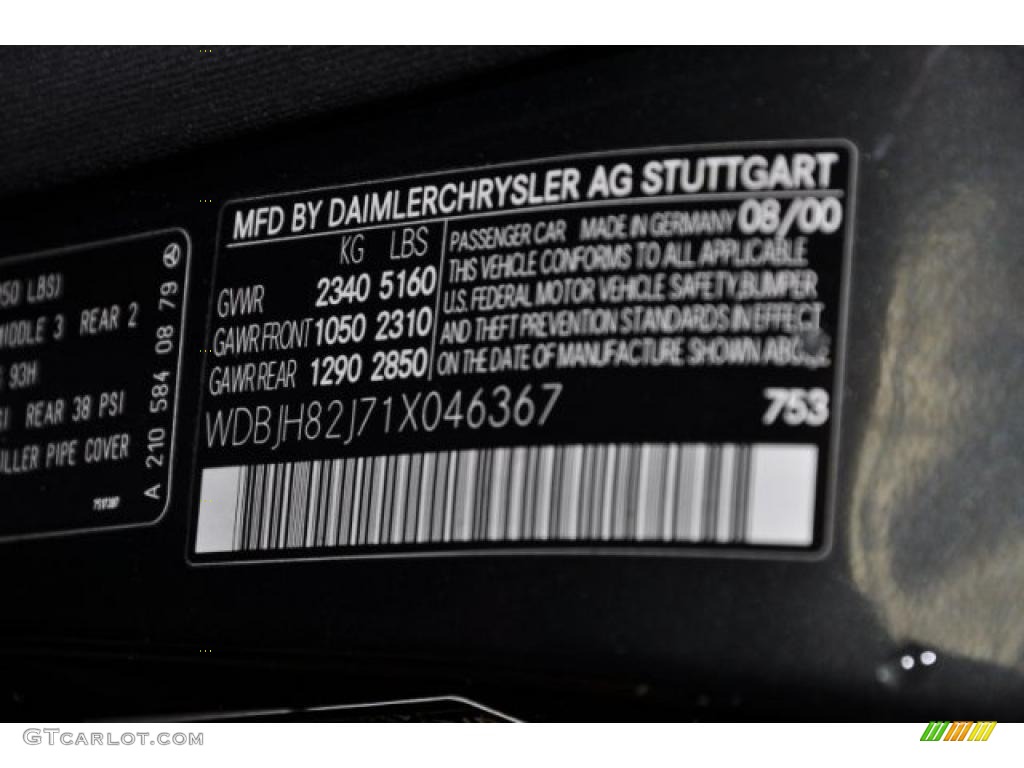 950 LBS)
MIDDLE 3 REAR 2
93H
REAR 38 PSI
FILLER PIPE COVER
A 210 584 08 79
MFD BY DAIMLERCHRYSLER AG STUTTGART
KG LBS
GVWR 2340 5160
GAWR FRONT 1050 2310
GAWR REAR 1290 2850
PASSENGER CAR MADE IN GERMANY 08/00
THIS VEHICLE CONFORMS TO ALL APPLICABLE
U.S. FEDERAL MOTOR VEHICLE SAFETY, BUMPER
AND THEFT PREVENTION STANDARDS IN EFFECT
ON THE DATE OF MANUFACTURE SHOWN ABOVE
WDBJH82J71X046367 753
GTCARLOT.COM